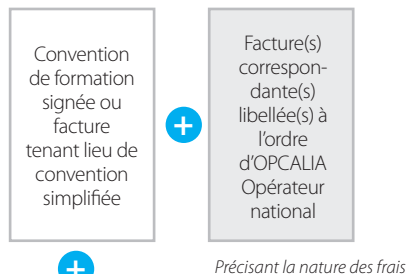 Convention
de formation
signée ou
facture
tenant lieu de
convention
simplifiée
+
Facture(s)
correspon-
dante(s)
libellée(s) à
l'ordre
d'OPCALIA
Opérateur
national
+
Précisant la nature des frais